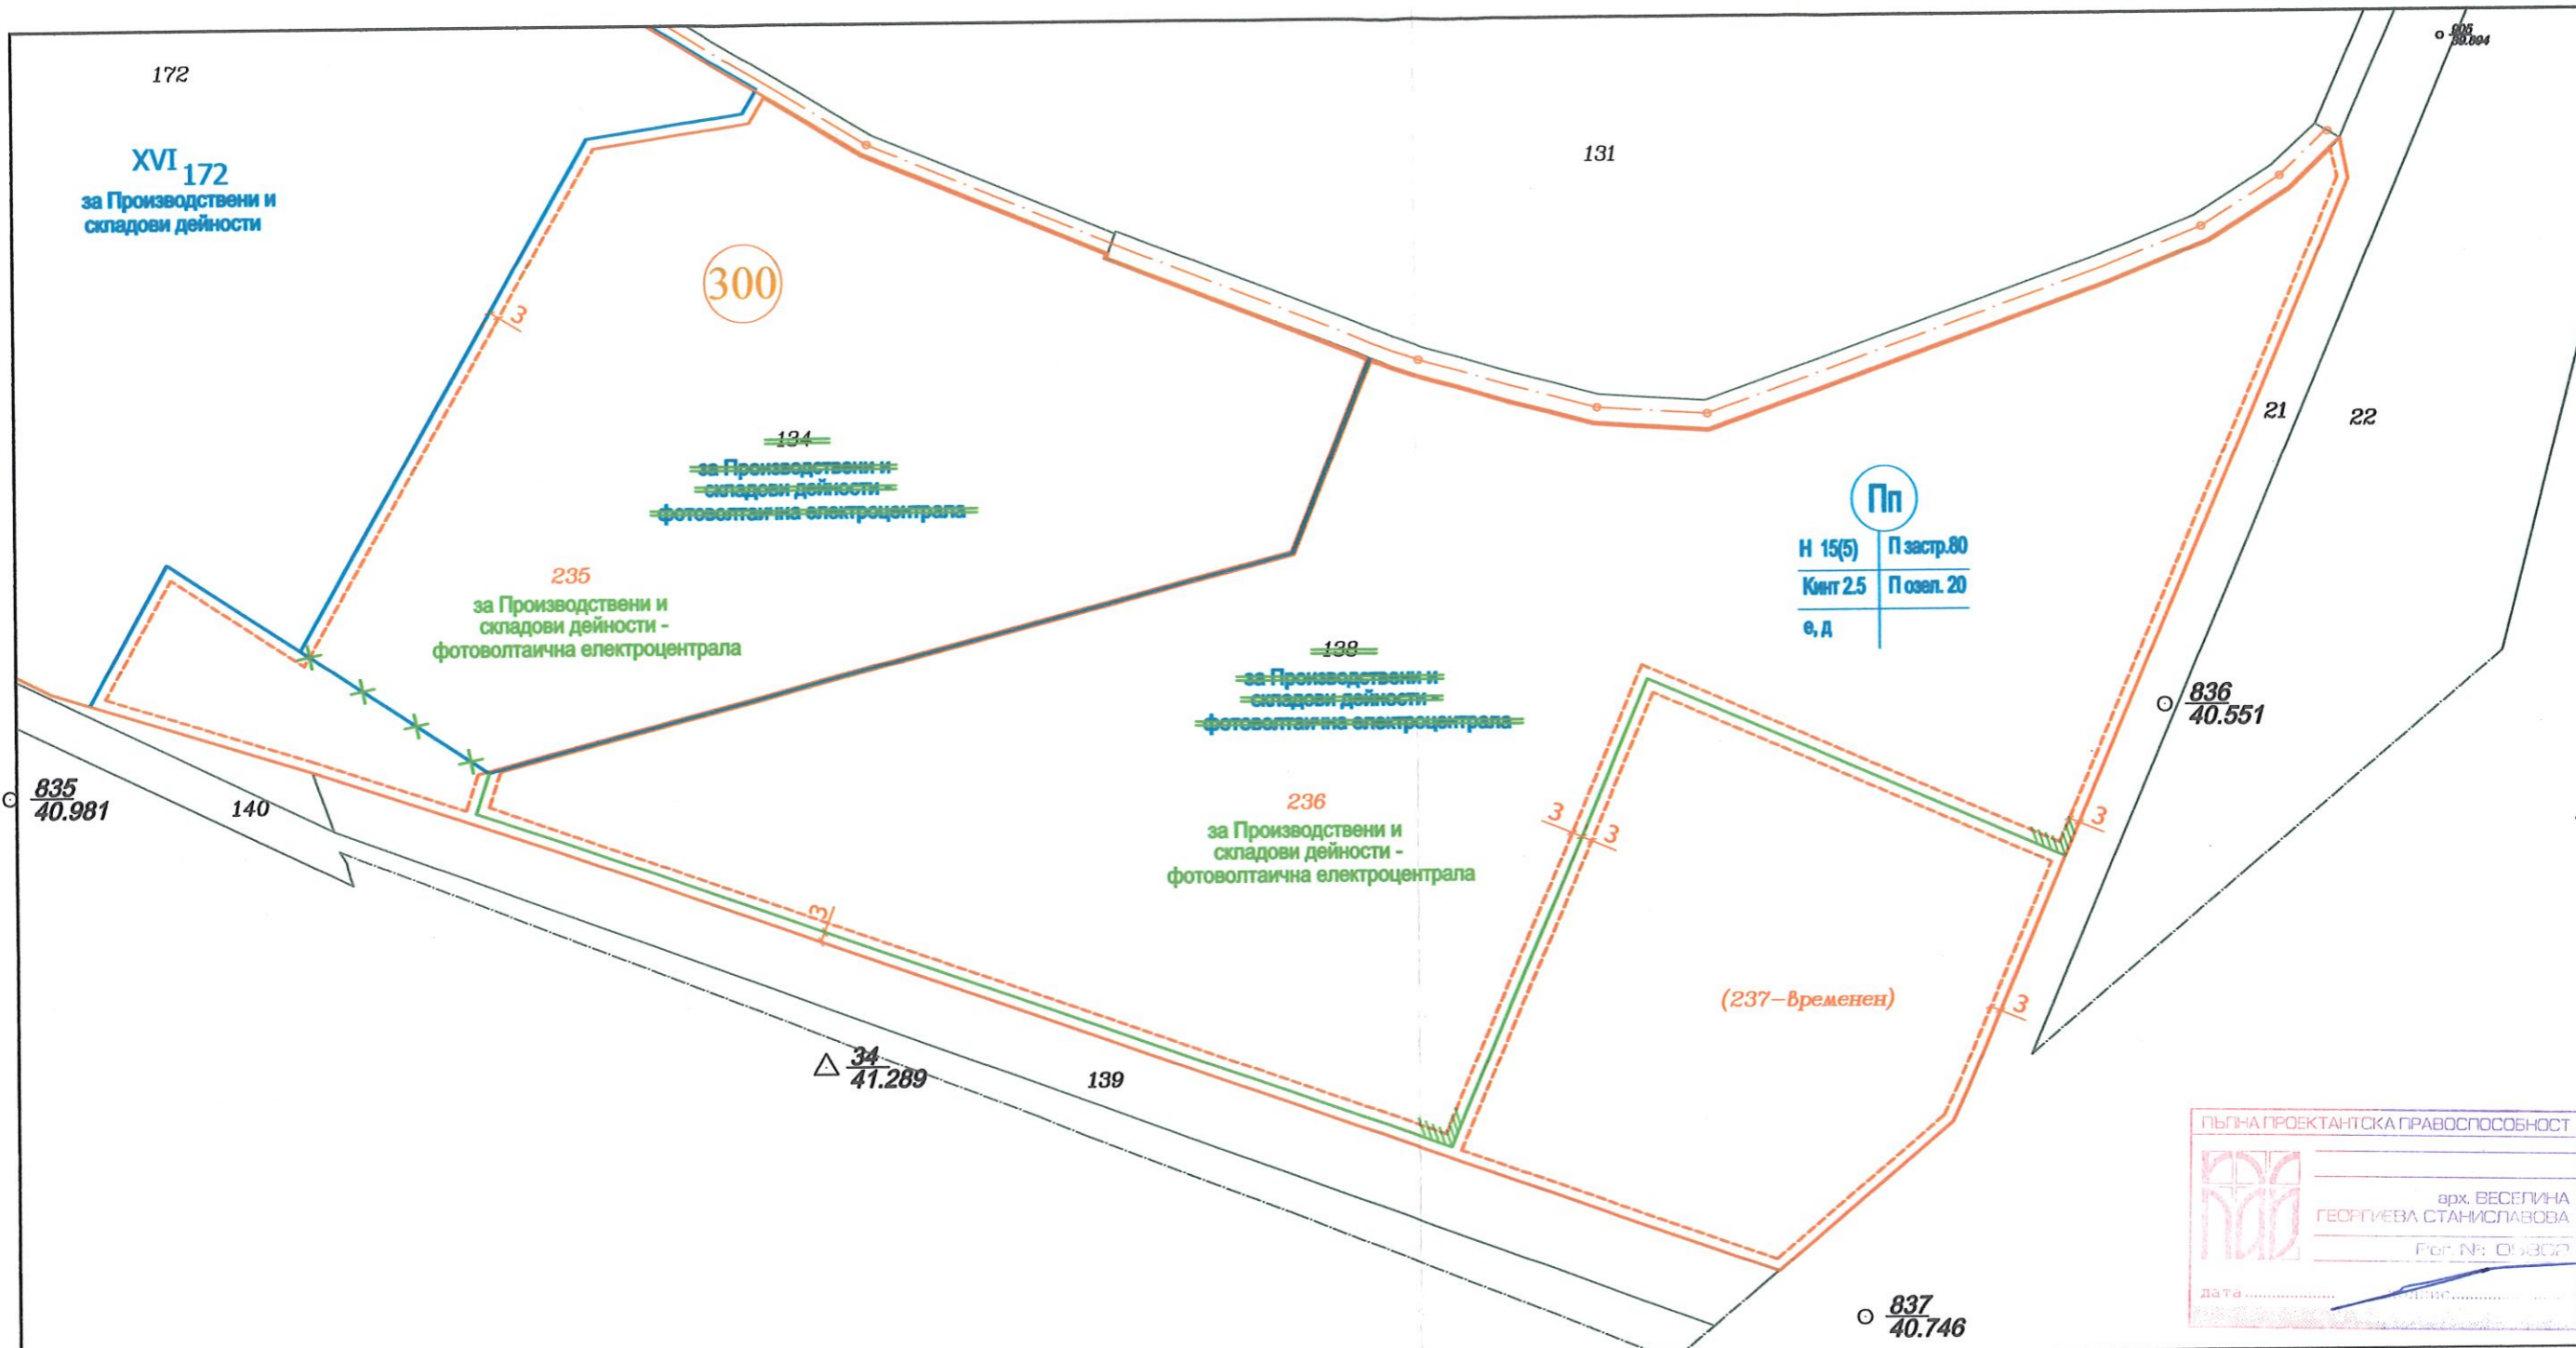 172
905
39.694
131
XVI 172
за Производствени и
складови дейности
300
3
134
за Производствени и
складови дейности -
фотоволтаична електроцентрала
21
22
Пп
Н 15(5) П застр.80
Кинт 2.5 П озел. 20
е, д
235
за Производствени и
складови дейности -
фотоволтаична електроцентрала
138
за Производствени и
складови дейности -
фотоволтаична електроцентрала
836
40.551
835
40.981
140
236
за Производствени и
складови дейности -
фотоволтаична електроцентрала
3
3
3
3
(237-Временен)
3
34
41.289
139
ПЪЛНА ПРОЕКТАНТСКА ПРАВОСПОСОБНОСТ
арх. ВЕСЕЛИНА
ГЕОРГИЕВА СТАНИСЛАВОВА
Рег. №:
дата
837
40.746